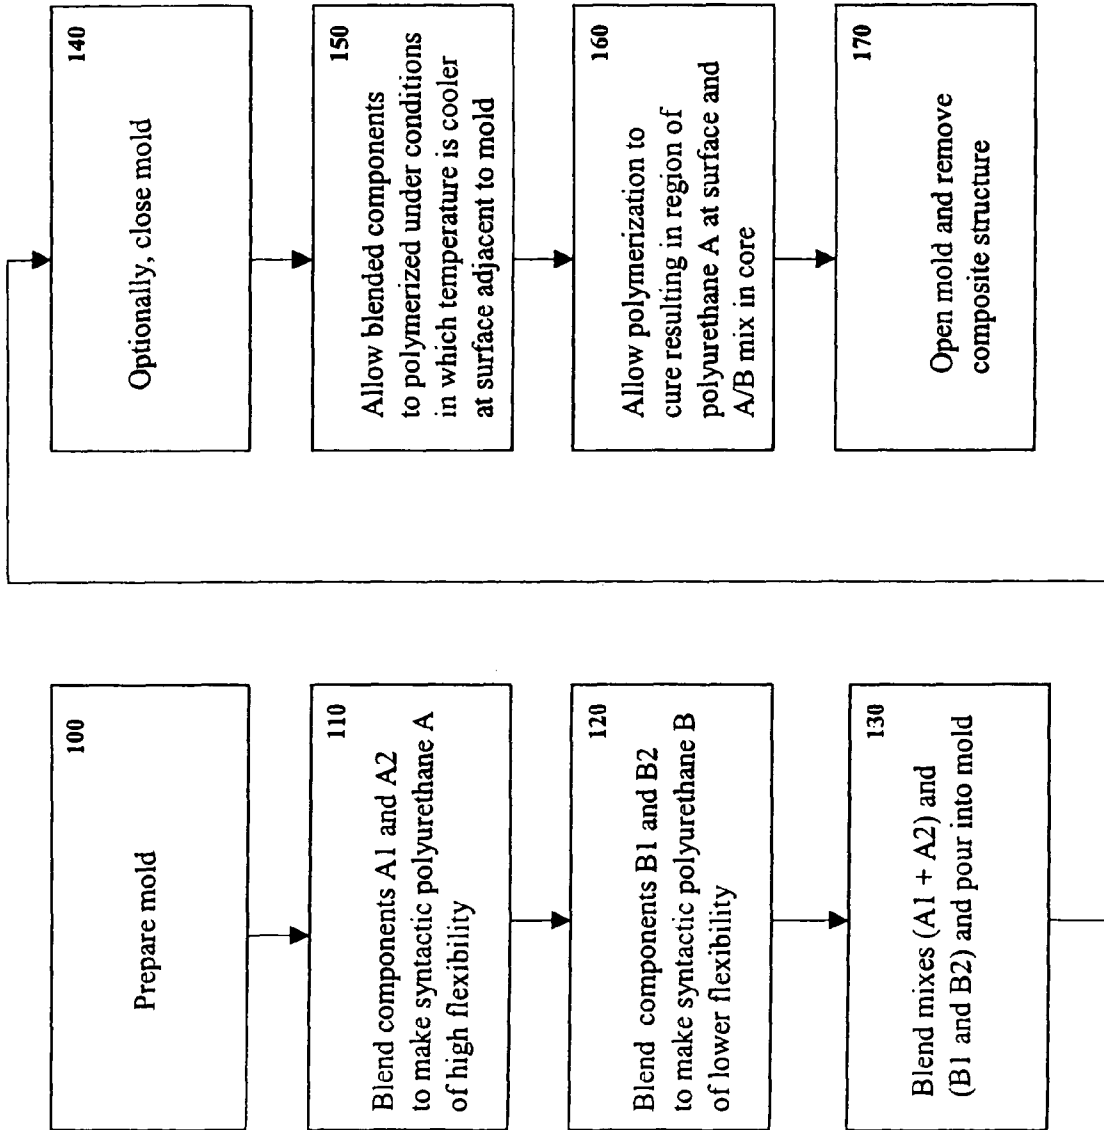 100
Prepare mold
110
Blend components A1 and A2
to make syntactic polyurethane A
of high flexibility
120
Blend components B1 and B2
to make syntactic polyurethane B
of lower flexibility
130
Blend mixes (A1 + A2) and
(B1 and B2) and pour into mold
140
Optionally, close mold
150
Allow blended components
to polymerized under conditions
in which temperature is cooler
at surface adjacent to mold
160
Allow polymerization to
cure resulting in region of
polyurethane A at surface and
A/B mix in core
170
Open mold and remove
composite structure